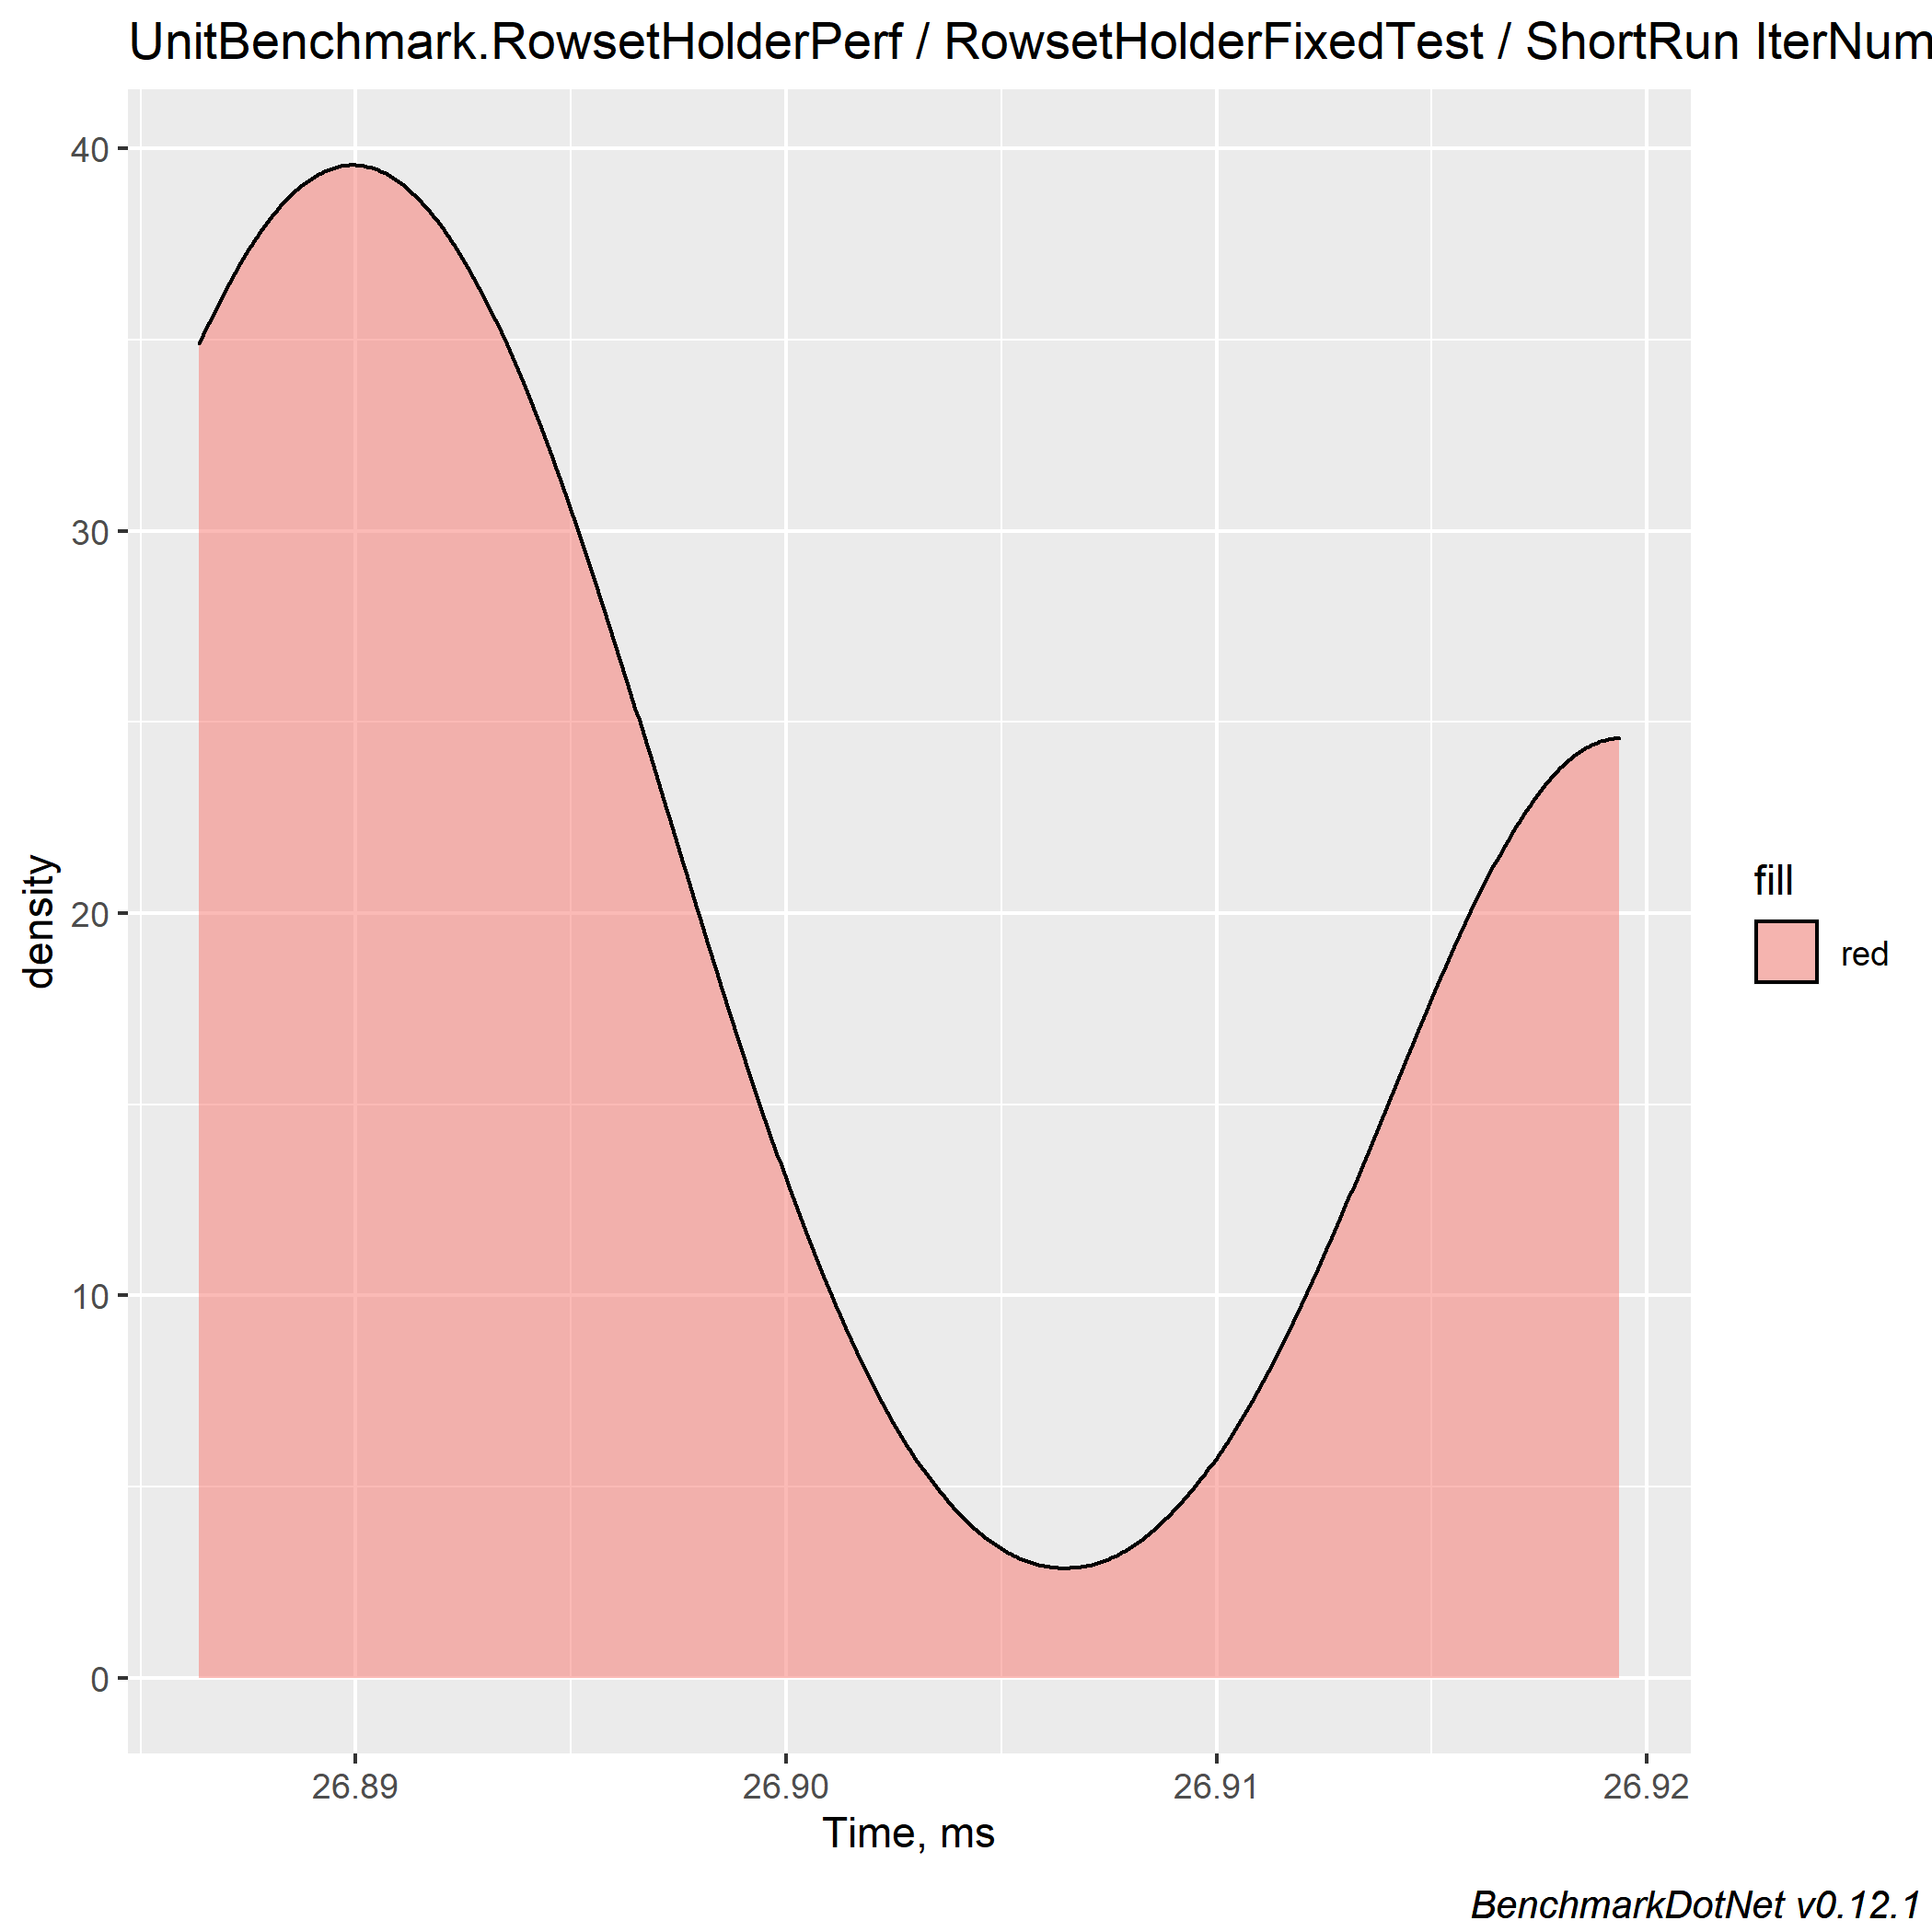 UnitBenchmark.RowsetHolderPerf / RowsetHolderFixedTest / ShortRun IterNum
40
30
20
10
0
density
26.89
26.90
26.91
26.92
Time, ms
fill
red
BenchmarkDotNet v0.12.1